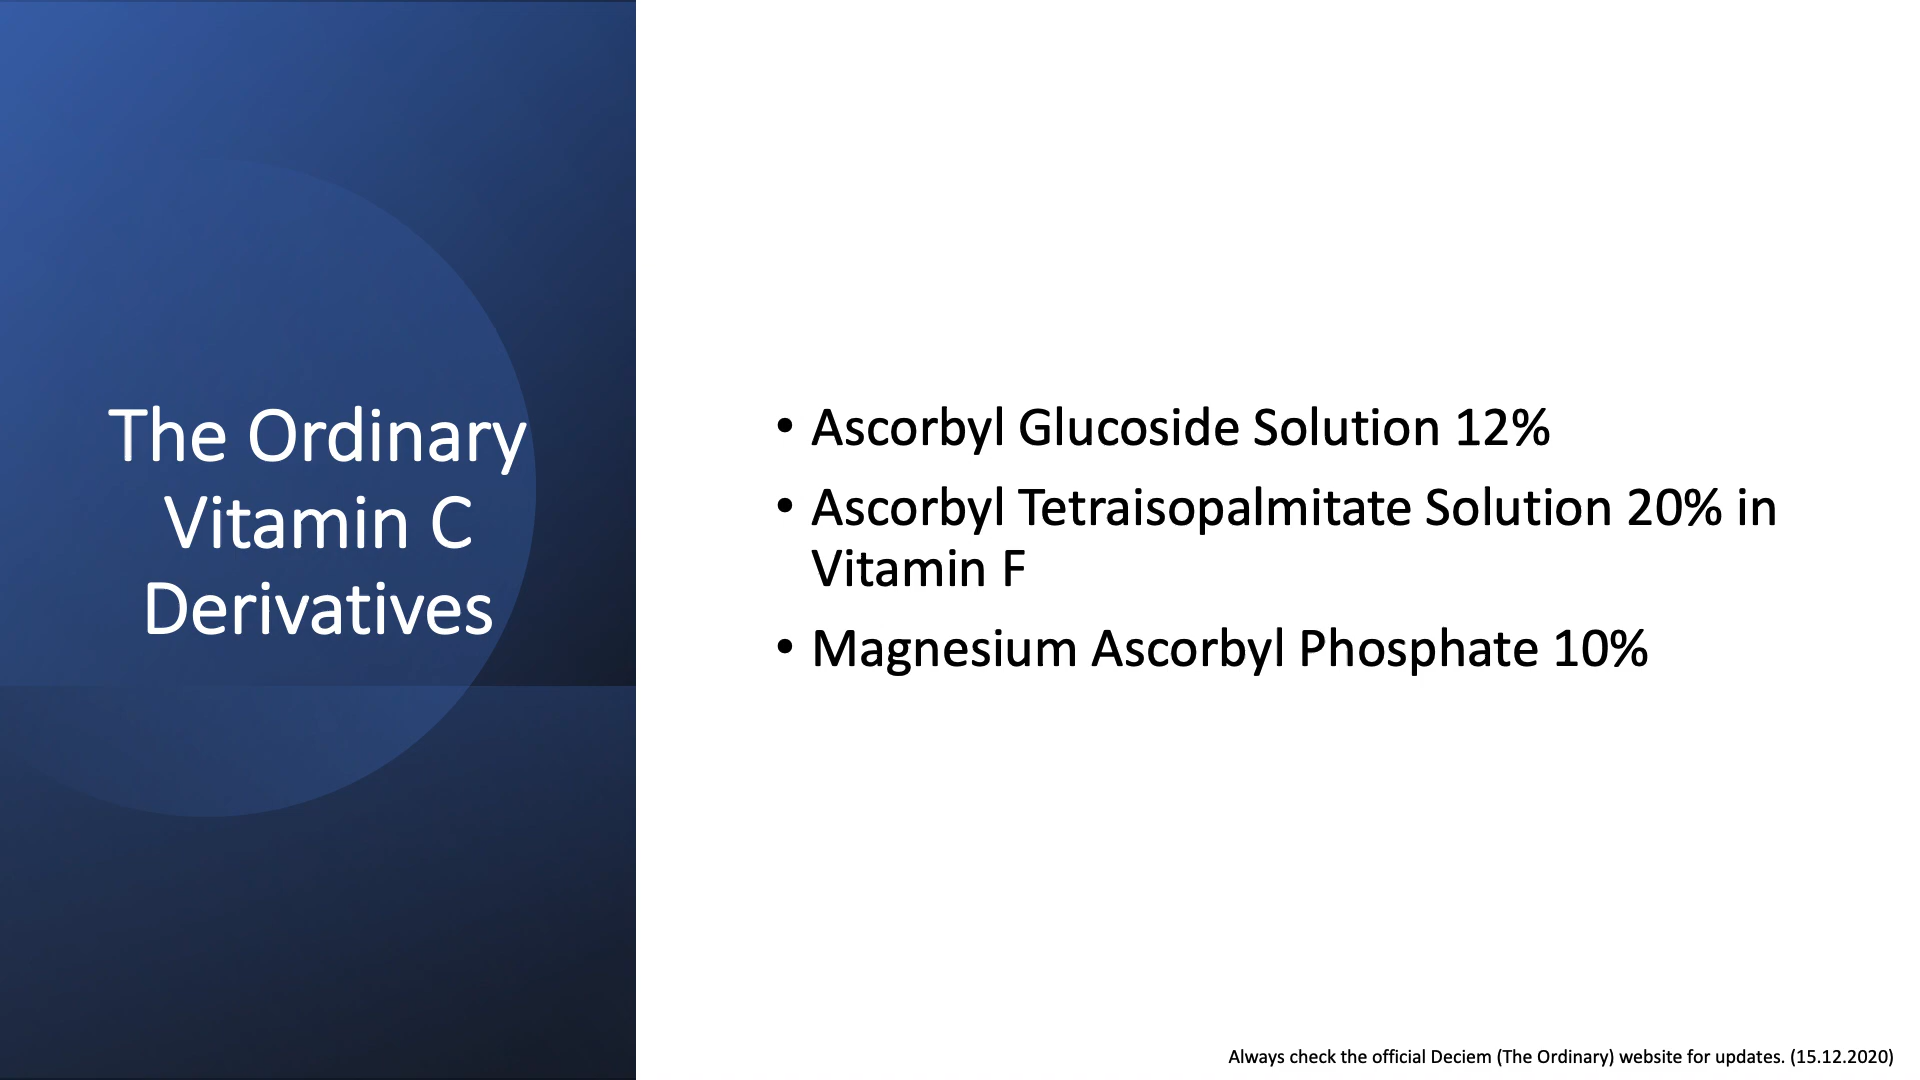 The Ordinary
Vitamin C
Derivatives
• Ascorbyl Glucoside Solution 12%
• Ascorbyl Tetraisopalmitate Solution 20% in
Vitamin F
• Magnesium Ascorbyl Phosphate 10%
Always check the official Deciem (The Ordinary) website for updates. (15.12.2020)